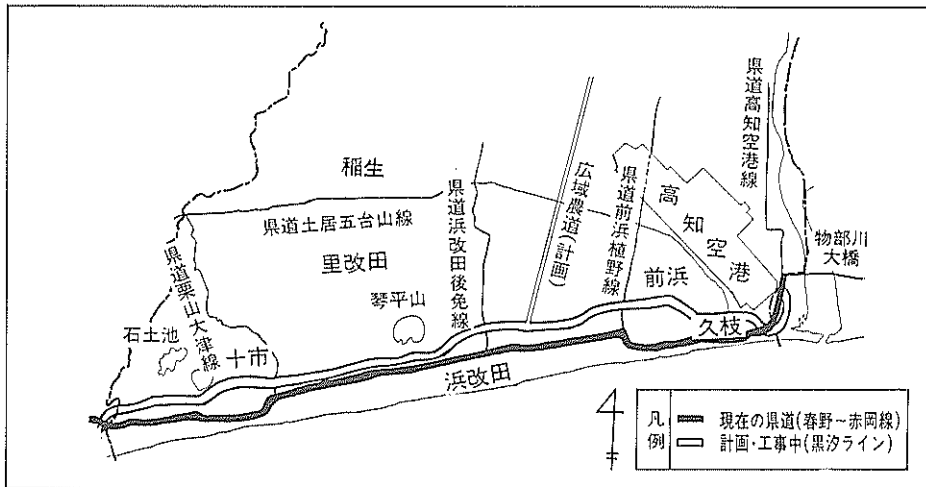 県道高知空港線
稲生
県道土居五台山線
県道浜改田後免線
広域農道(計画)
県道前浜植野線
高知空港
物部川
大橋
県道栗山大津線
里改田
琴平山
前浜
久枝
石土池
十市
浜改田
凡例
現在の県道(春野～赤岡線)
計画・工事中(黒汐ライン)